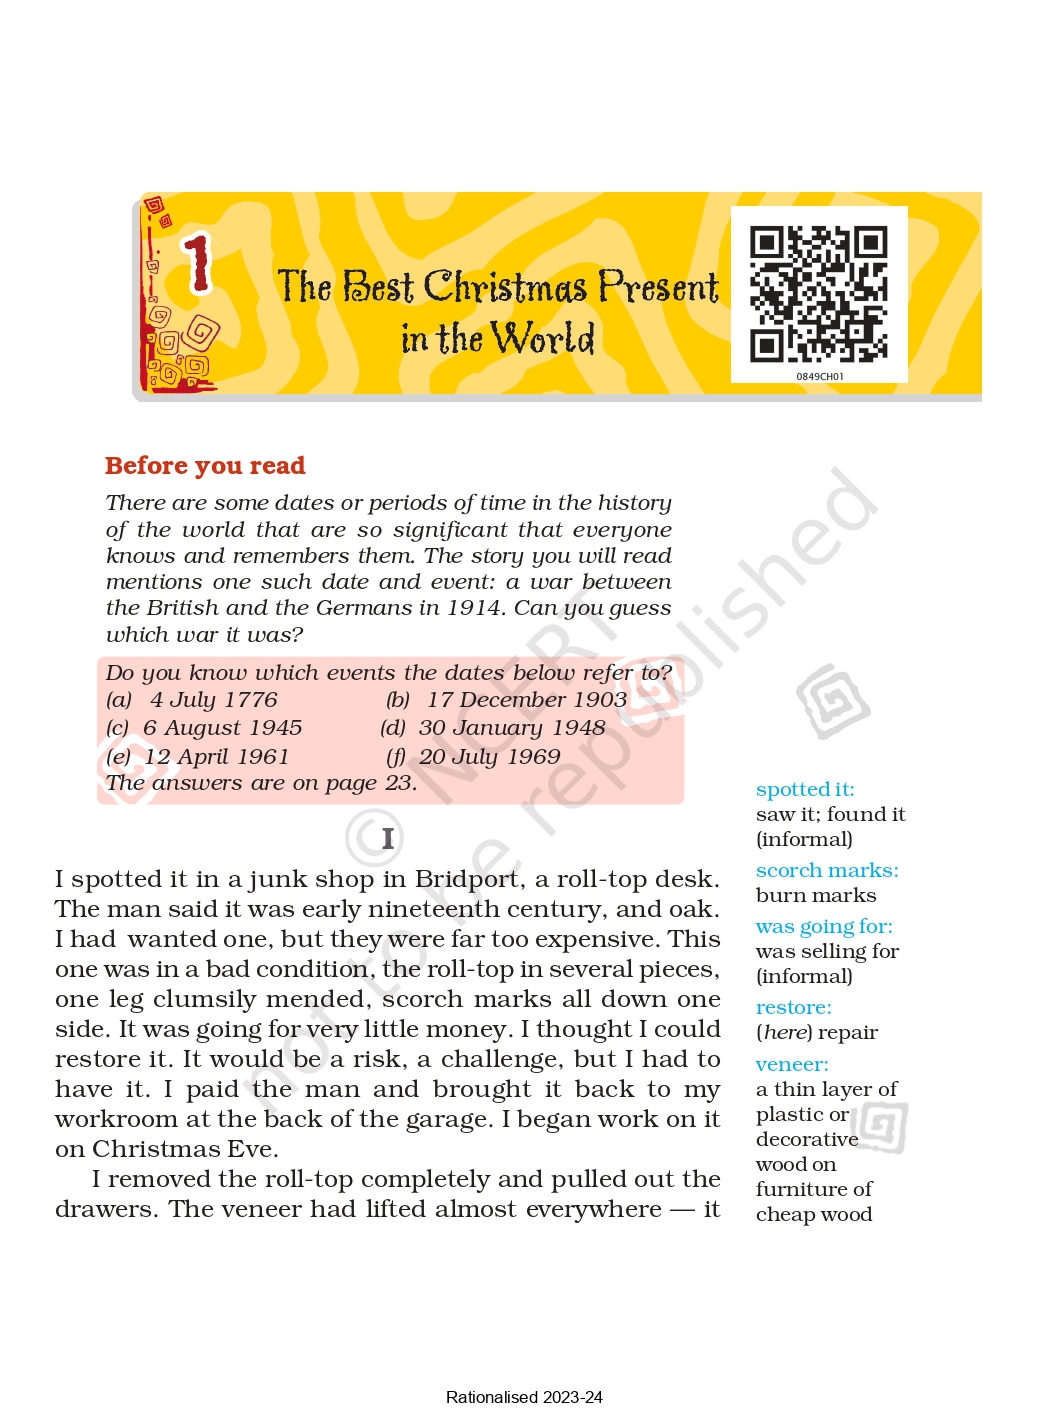 1
The Best Christmas Present
in the World
0849CH01
Before you read
There are some dates or periods of time in the history
of the world that are so significant that everyone
knows and remembers them. The story you will read
mentions one such date and event: a war between
the British and the Germans in 1914. Can you guess
which war it was?
Do you know which events the dates below refer to?
(a) 4 July 1776 (b) 17 December 1903
(c) 6 August 1945 (d) 30 January 1948
(e) 12 April 1961 (f) 20 July 1969
The answers are on page 23.
I
I spotted it in a junk shop in Bridport, a roll-top desk.
The man said it was early nineteenth century, and oak.
I had wanted one, but they were far too expensive. This
one was in a bad condition, the roll-top in several pieces,
one leg clumsily mended, scorch marks all down one
side. It was going for very little money. I thought I could
restore it. It would be a risk, a challenge, but I had to
have it. I paid the man and brought it back to my
workroom at the back of the garage. I began work on it
on Christmas Eve.
I removed the roll-top completely and pulled out the
drawers. The veneer had lifted almost everywhere — it
spotted it:
saw it; found it
(informal)
scorch marks:
burn marks
was going for:
was selling for
(informal)
restore:
(here) repair
veneer:
a thin layer of
plastic or
decorative
wood on
furniture of
cheap wood
© NCERT
not to be republished
Rationalised 2023-24